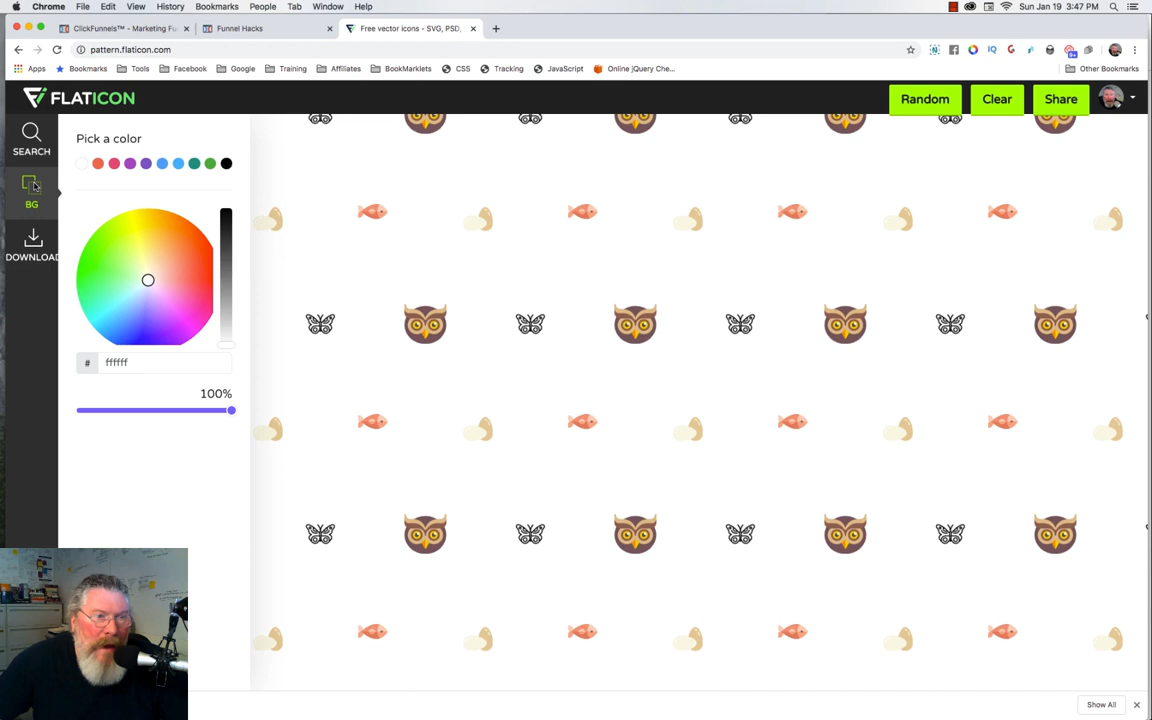 Chrome File Edit View History Bookmarks People Tab Window Help Sun Jan 19 3:47 PM
ClickFunnels™ - Marketing Fu Funnel Hacks Free vector icons - SVG, PSD,
pattern.flaticon.com
Apps Bookmarks Tools Facebook Google Training Affiliates BookMarklets CSS Tracking JavaScript Online jQuery Che... Other Bookmarks
FLATICON Random Clear Share
SEARCH
BG
DOWNLOAD
Pick a color
# ffffff
100%
Show All